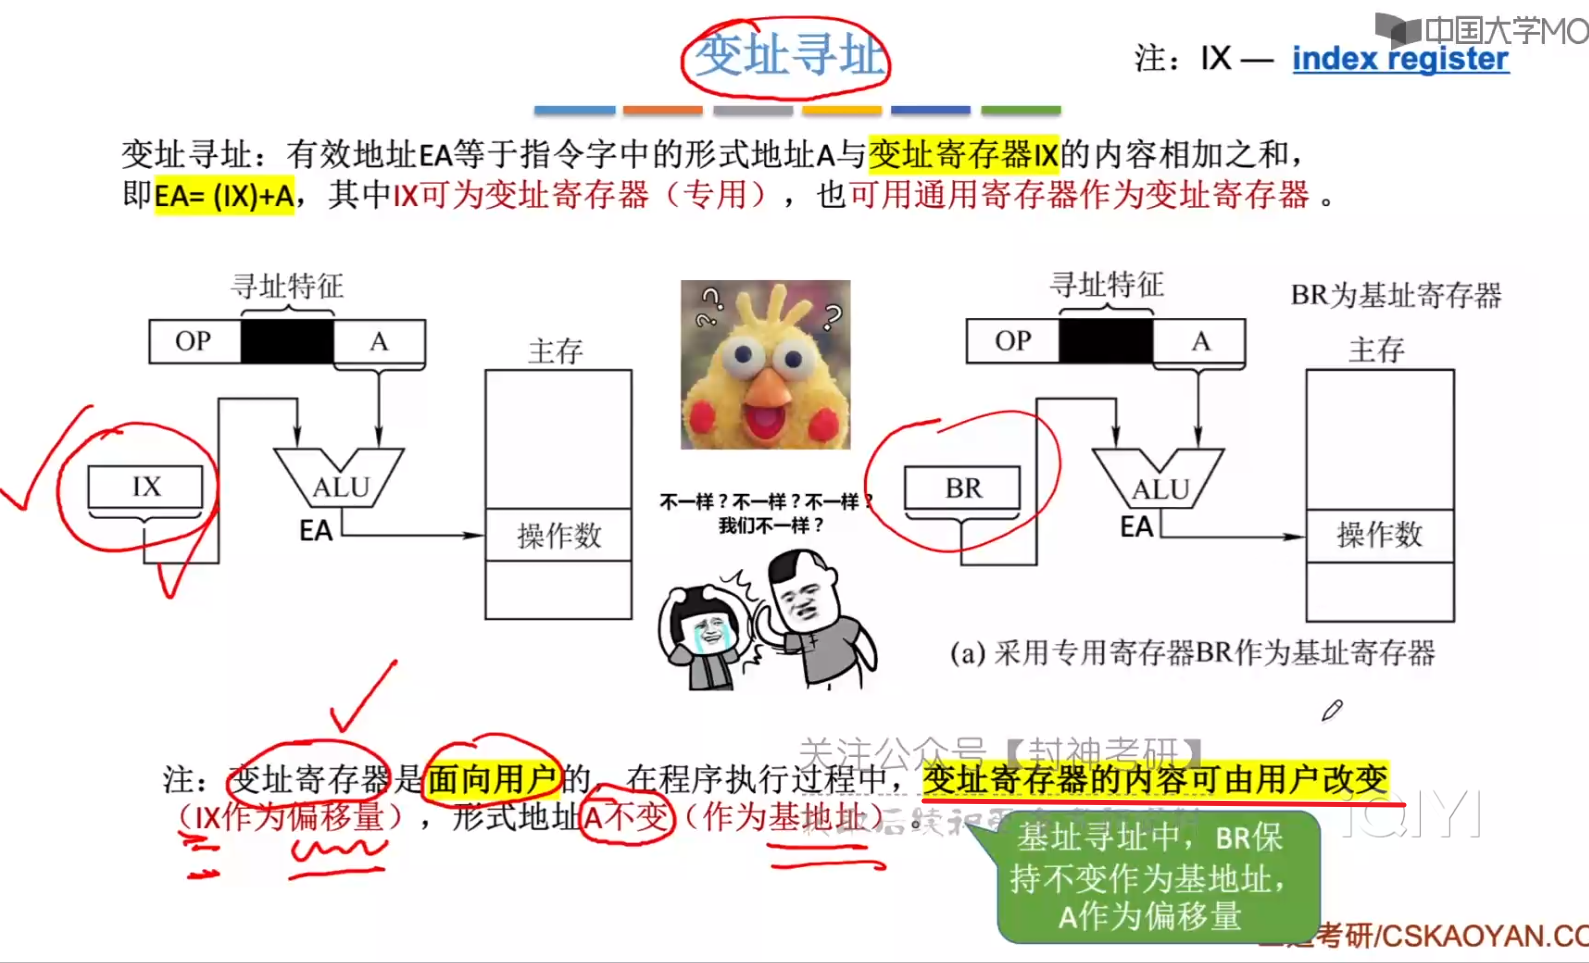 中国大学MO
变址寻址
注：IX — index register
变址寻址：有效地址EA等于指令字中的形式地址A与变址寄存器IX的内容相加之和，
即EA= (IX)+A，其中IX可为变址寄存器（专用），也可用通用寄存器作为变址寄存器 。
寻址特征
OP
A
主存
IX
ALU
EA
操作数
不一样？不一样？不一样？
我们不一样？
寻址特征
BR为基址寄存器
OP
A
主存
BR
ALU
EA
操作数
(a) 采用专用寄存器BR作为基址寄存器
关注公众号【封神考研】
注：变址寄存器是面向用户的，在程序执行过程中，变址寄存器的内容可由用户改变
（IX作为偏移量），形式地址A不变（作为基地址）。
iQIYI
基址寻址中，BR保
持不变作为基地址，
A作为偏移量
考研/CSKAOYAN.CO